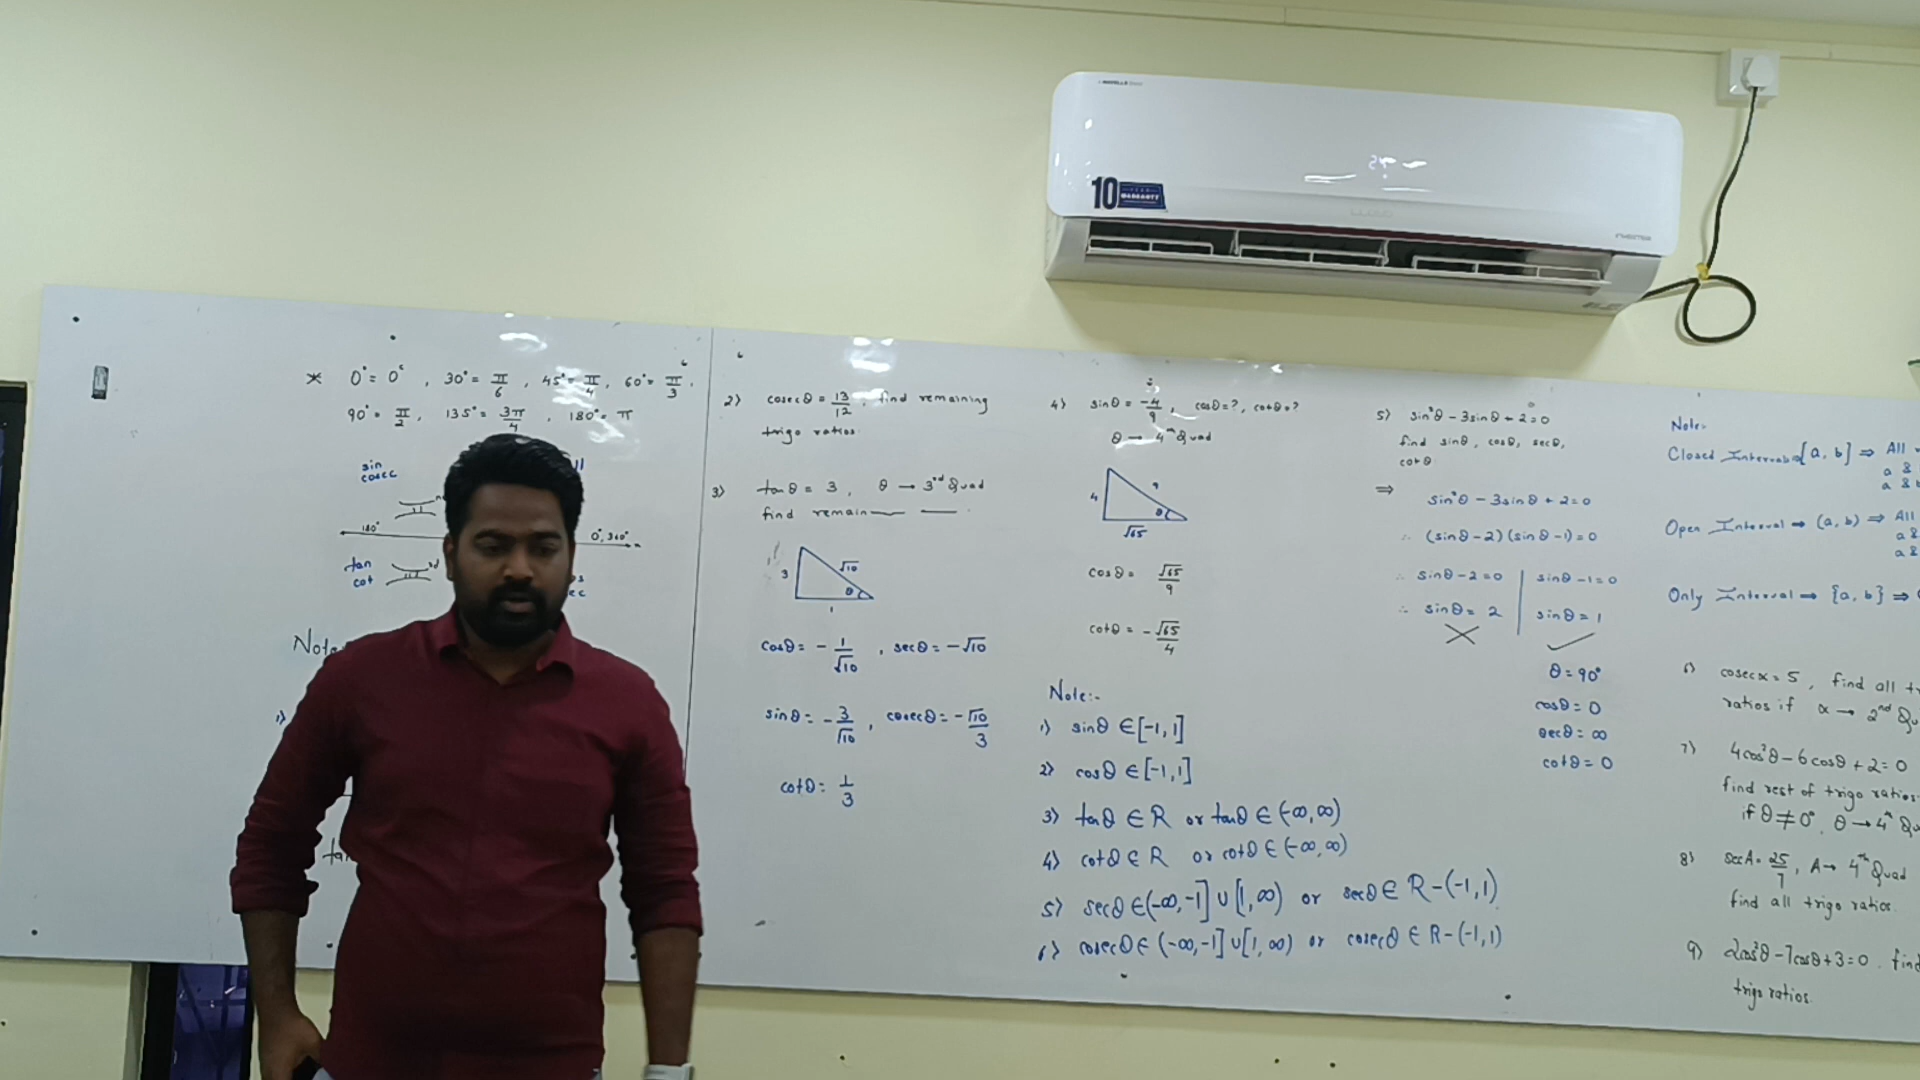 10
WARRANTY
LLOYD
INVERTER
* 0° = 0ᶜ , 30° = π/6 , 45° = π/4 , 60° = π/3 .
90° = π/2 , 135° = 3π/4 , 180° = π
sin
cosec
180°
0°, 360°
tan
cot
Note
1)
2) cosecθ = 13/12 , find remaining
trigo ratios
3) tanθ = 3 , θ → 3rd Quad
find remain
3
√10
θ
1
cosθ = - 1/√10 , secθ = -√10
sinθ = - 3/√10 , cosecθ = - √10/3
cotθ = 1/3
4) sinθ = -4/9 , cosθ = ?, cotθ = ?
θ → 4th Quad
4
9
θ
√65
cosθ = √65/9
cotθ = - √65/4
Note:-
1) sinθ ∈ [-1, 1]
2) cosθ ∈ [-1, 1]
3) tanθ ∈ R or tanθ ∈ (-∞, ∞)
4) cotθ ∈ R or cotθ ∈ (-∞, ∞)
5) secθ ∈ (-∞, -1] ∪ [1, ∞) or secθ ∈ R-(-1, 1)
6) cosecθ ∈ (-∞, -1] ∪ [1, ∞) or cosecθ ∈ R-(-1, 1)
5) sin²θ - 3sinθ + 2 = 0
find sinθ, cosθ, secθ,
cotθ
⇒ sin²θ - 3sinθ + 2 = 0
∴ (sinθ - 2)(sinθ - 1) = 0
∴ sinθ - 2 = 0 | sinθ - 1 = 0
∴ sinθ = 2 | sinθ = 1
θ = 90°
cosθ = 0
secθ = ∞
cotθ = 0
Note:-
Closed Interval → [a, b] ⇒ All
a &
a & b
Open Interval → (a, b) ⇒ All
a &
a &
Only Interval → {a, b} ⇒
6) cosecx = 5 , find all
ratios if α → 2nd
7) 4cos²θ - 6cosθ + 2 = 0
find rest of trigo ratios
if θ ≠ 0°, θ → 4th
8) secA = 25/7 , A → 4th Quad
find all trigo ratios.
9) 2cos²θ - 7cosθ + 3 = 0 . find
trigo ratios.